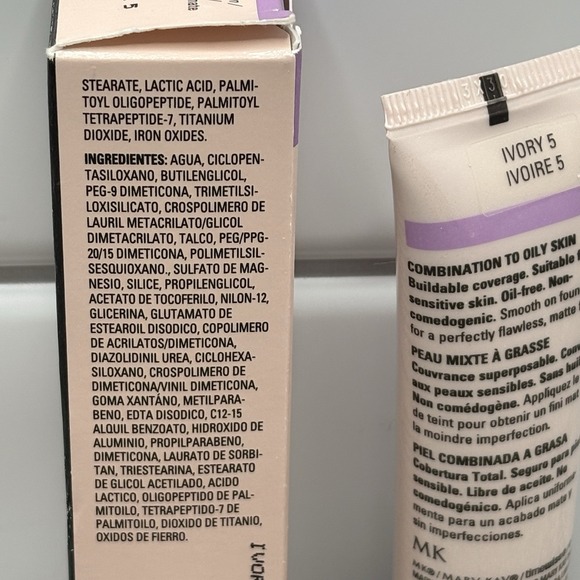 5
STEARATE, LACTIC ACID, PALMI-
TOYL OLIGOPEPTIDE, PALMITOYL
TETRAPEPTIDE-7, TITANIUM
DIOXIDE, IRON OXIDES.
INGREDIENTES: AGUA, CICLOPEN-
TASILOXANO, BUTILENGLICOL,
PEG-9 DIMETICONA, TRIMETILSI-
LOXISILICATO, CROSPOLIMERO DE
LAURIL METACRILATO/GLICOL
DIMETACRILATO, TALCO, PEG/PPG-
20/15 DIMETICONA, POLIMETILSIL-
SESQUIOXANO., SULFATO DE MAG-
NESIO, SILICE, PROPILENGLICOL,
ACETATO DE TOCOFERILO, NILON-12,
GLICERINA, GLUTAMATO DE
ESTEAROIL DISODICO, COPOLIMERO
DE ACRILATOS/DIMETICONA,
DIAZOLIDINIL UREA, CICLOHEXA-
SILOXANO, CROSPOLIMERO DE
DIMETICONA/VINIL DIMETICONA,
GOMA XANTÁNO, METILPARA-
BENO, EDTA DISODICO, C12-15
ALQUIL BENZOATO, HIDROXIDO DE
ALUMINIO, PROPILPARABENO,
DIMETICONA, LAURATO DE SORBI-
TAN, TRIESTEARINA, ESTEARATO
DE GLICOL ACETILADO, ACIDO
LACTICO, OLIGOPEPTIDO DE PAL-
MITOILO, TETRAPEPTIDO-7 DE
PALMITOILO, DIOXIDO DE TITANIO,
OXIDOS DE FIERRO.
IVORY 5
IVOIRE 5
COMBINATION TO OILY SKIN
Buildable coverage. Suitable
sensitive skin. Oil-free. Non-
comedogenic. Smooth on
for a perfectly flawless, matte
PEAU MIXTE À GRASSE
Couvrance superposable.
aux peaux sensibles. Sans
Non comédogène. Appliquez le
de teint pour obtenir un fini mat
la moindre imperfection.
PIEL COMBINADA A GRASA
Cobertura Total. Seguro para
sensible. Libre de aceite. No
comedogénico. Aplica
mente para un acabado mate y
sin imperfecciones.
MK